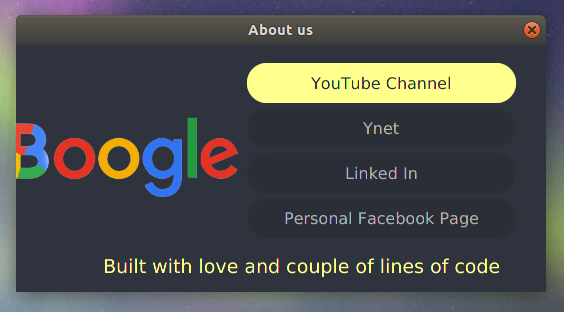 About us
Boogle
YouTube Channel
Ynet
Linked In
Personal Facebook Page
Built with love and couple of lines of code